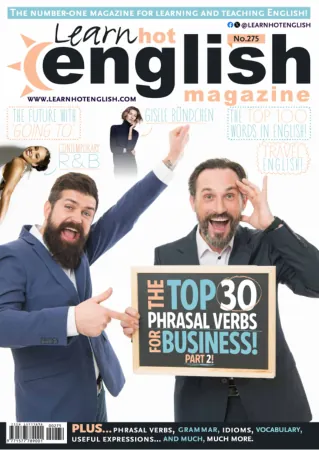 THE NUMBER-ONE MAGAZINE FOR LEARNING AND TEACHING ENGLISH!
@LEARNHOTENGLISH
Learn hot
No.275
english
magazine
WWW.LEARNHOTENGLISH.COM
THE FUTURE WITH
GOING TO
GISELE BÜNDCHEN
THE TOP 100
WORDS IN ENGLISH!
R&B
TRAVEL
ENGLISH!
THE TOP 30
PHRASAL VERBS
FOR BUSINESS!
PART 2!
PLUS... PHRASAL VERBS, GRAMMAR, IDIOMS, VOCABULARY,
USEFUL EXPRESSIONS... AND MUCH, MUCH MORE.